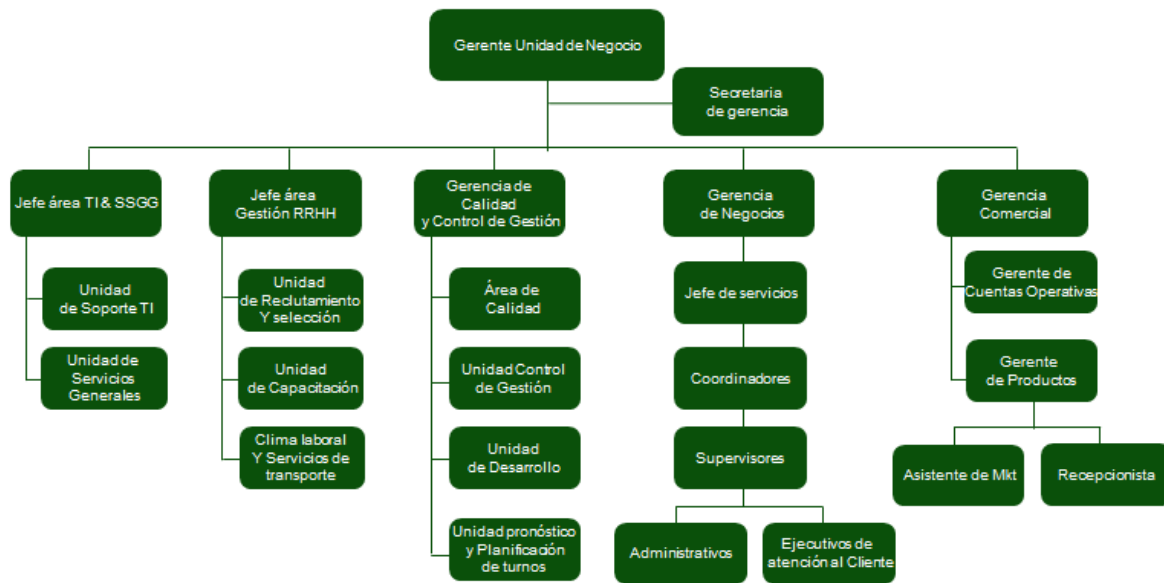 Gerente Unidad de Negocio
Secretaria
de gerencia
Jefe área TI & SSGG
Jefe área
Gestión RRHH
Gerencia de
Calidad
y Control de Gestión
Gerencia
de Negocios
Gerencia
Comercial
Unidad
de Soporte TI
Unidad de
Servicios
Generales
Unidad
de Reclutamiento
Y selección
Unidad
de Capacitación
Clima laboral
Y Servicios de
transporte
Área de
Calidad
Unidad Control
de Gestión
Unidad
de Desarrollo
Unidad pronóstico
y Planificación
de turnos
Jefe de servicios
Coordinadores
Supervisores
Administrativos
Ejecutivos de
atención al Cliente
Gerente de
Cuentas Operativas
Gerente
de Productos
Asistente de Mkt
Recepcionista